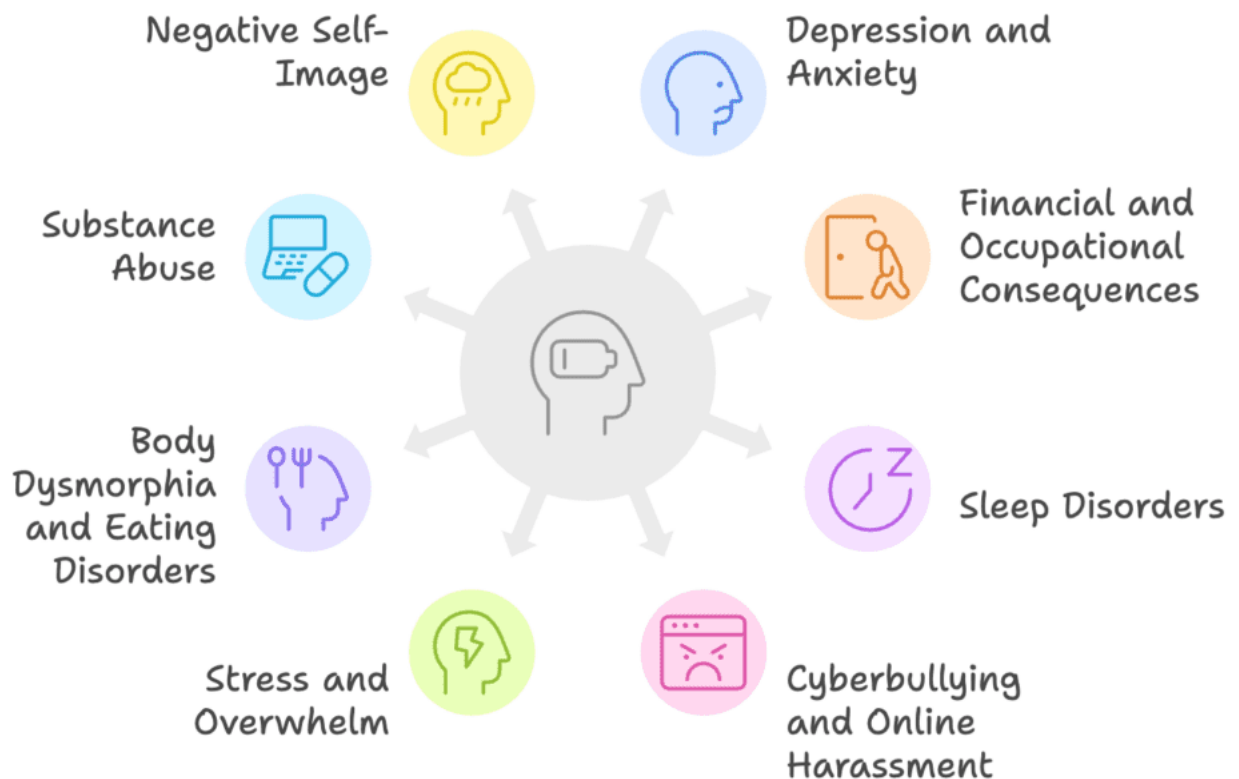 Negative Self-
Image
Depression and
Anxiety
Substance
Abuse
Financial and
Occupational
Consequences
Body
Dysmorphia
and Eating
Disorders
Sleep Disorders
Stress and
Overwhelm
Cyberbullying
and Online
Harassment